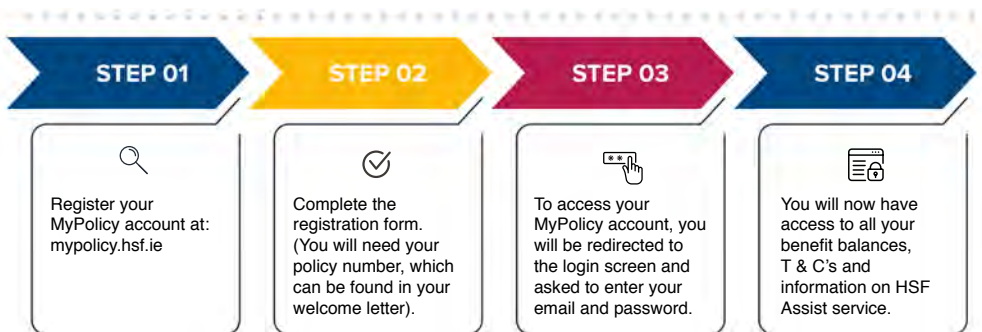 STEP 01
Register your
MyPolicy account at:
mypolicy.hsf.ie
STEP 02
Complete the
registration form.
(You will need your
policy number, which
can be found in your
welcome letter).
STEP 03
To access your
MyPolicy account, you
will be redirected to
the login screen and
asked to enter your
email and password.
STEP 04
You will now have
access to all your
benefit balances,
T & C's and
information on HSF
Assist service.